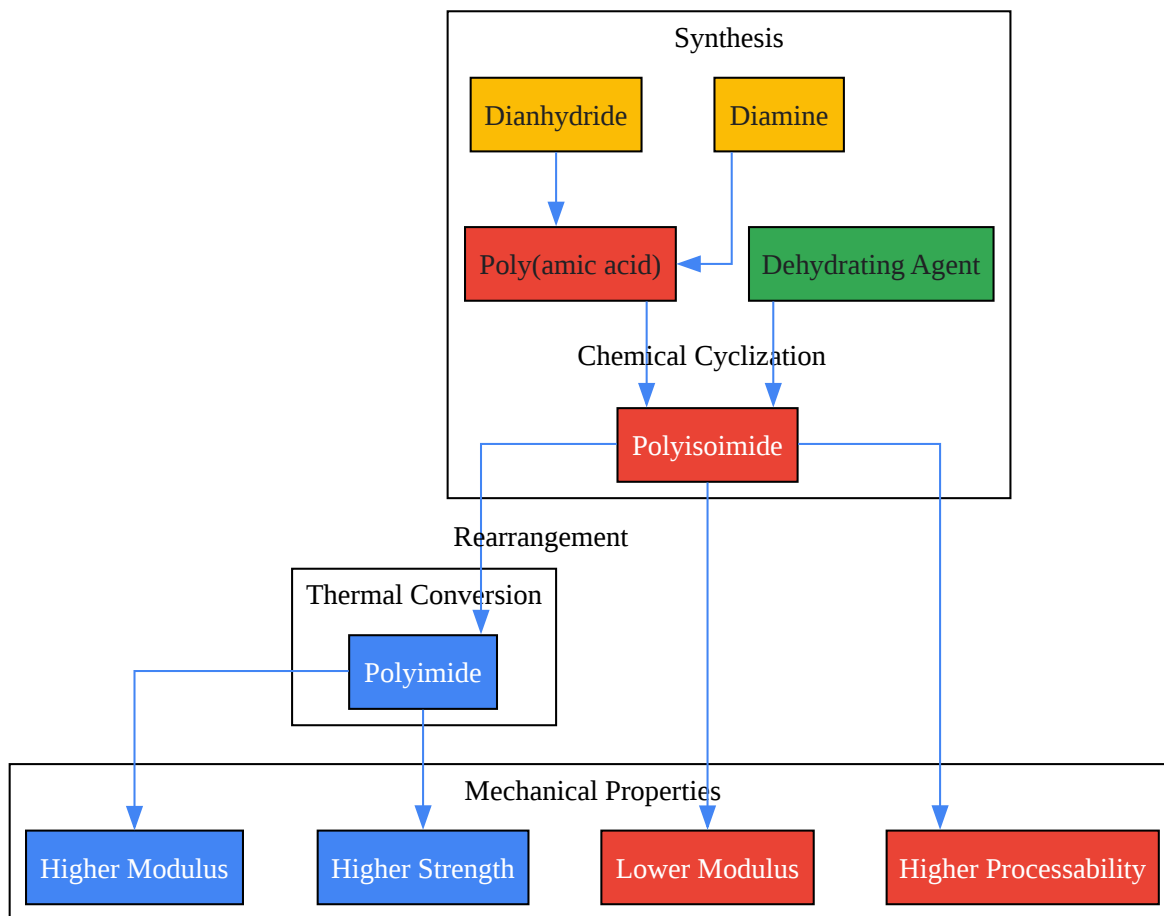 Synthesis
Dianhydride
Diamine
Poly(amic acid)
Dehydrating Agent
Chemical Cyclization
Polyisoimide
Rearrangement
Thermal Conversion
Polyimide
Mechanical Properties
Higher Modulus
Higher Strength
Lower Modulus
Higher Processability